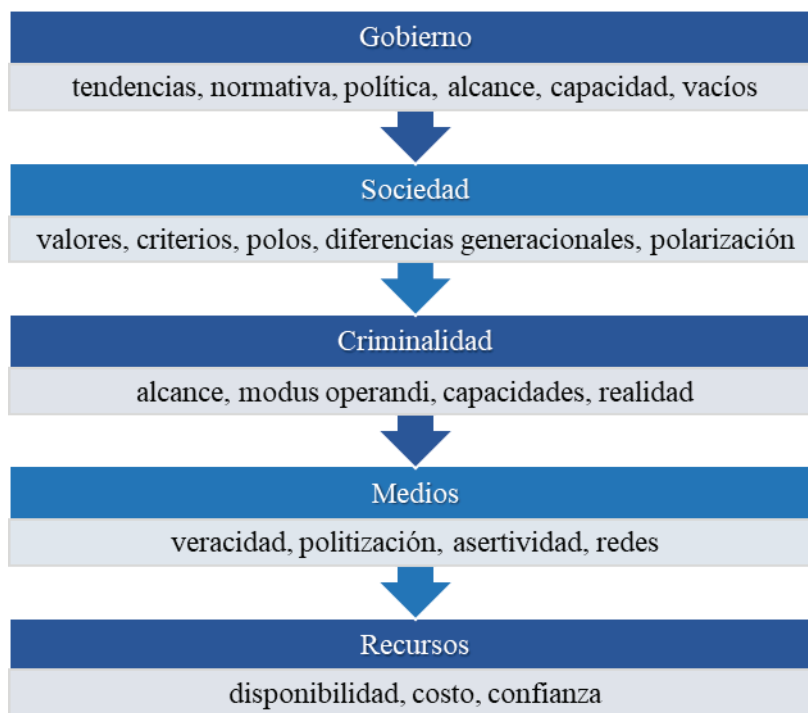 Gobierno
tendencias, normativa, política, alcance, capacidad, vacíos
Sociedad
valores, criterios, polos, diferencias generacionales, polarización
Criminalidad
alcance, modus operandi, capacidades, realidad
Medios
veracidad, politización, asertividad, redes
Recursos
disponibilidad, costo, confianza